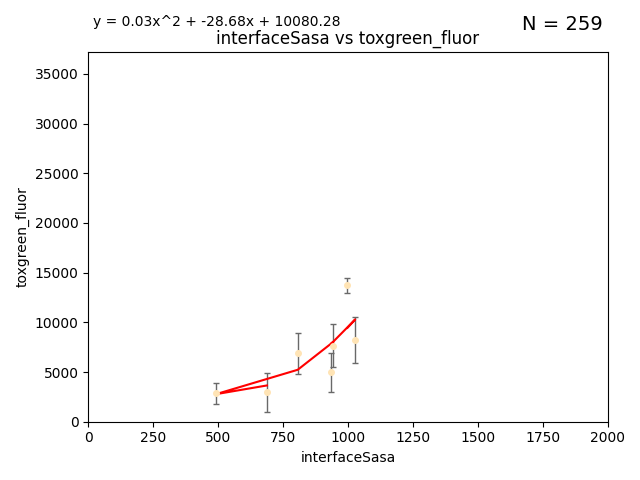 y = 0.03x^2 + -28.68x + 10080.28
N = 259
interfaceSasa vs toxgreen_fluor
toxgreen_fluor
35000
30000
25000
20000
15000
10000
5000
0
0 250 500 750 1000 1250 1500 1750 2000
interfaceSasa